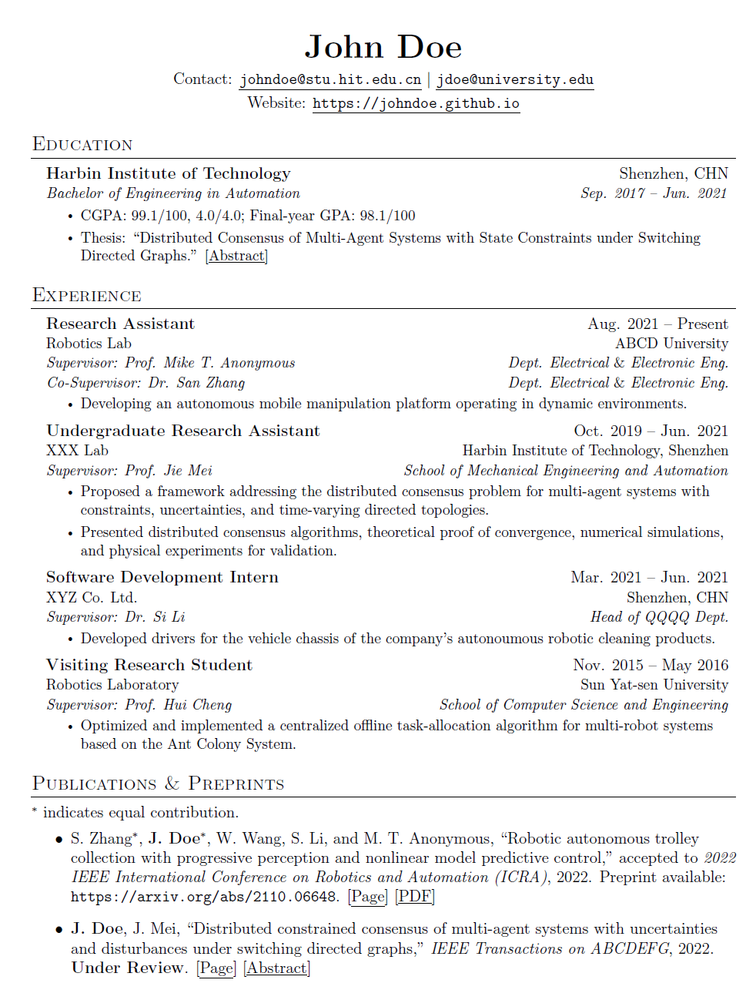 John Doe
Contact: johndoe@stu.hit.edu.cn | jdoe@university.edu
Website: https://johndoe.github.io
Education
Harbin Institute of Technology Shenzhen, CHN
Bachelor of Engineering in Automation Sep. 2017 – Jun. 2021
• CGPA: 99.1/100, 4.0/4.0; Final-year GPA: 98.1/100
• Thesis: “Distributed Consensus of Multi-Agent Systems with State Constraints under Switching
Directed Graphs.” [Abstract]
Experience
Research Assistant Aug. 2021 – Present
Robotics Lab ABCD University
Supervisor: Prof. Mike T. Anonymous Dept. Electrical & Electronic Eng.
Co-Supervisor: Dr. San Zhang Dept. Electrical & Electronic Eng.
• Developing an autonomous mobile manipulation platform operating in dynamic environments.
Undergraduate Research Assistant Oct. 2019 – Jun. 2021
XXX Lab Harbin Institute of Technology, Shenzhen
Supervisor: Prof. Jie Mei School of Mechanical Engineering and Automation
• Proposed a framework addressing the distributed consensus problem for multi-agent systems with
constraints, uncertainties, and time-varying directed topologies.
• Presented distributed consensus algorithms, theoretical proof of convergence, numerical simulations,
and physical experiments for validation.
Software Development Intern Mar. 2021 – Jun. 2021
XYZ Co. Ltd. Shenzhen, CHN
Supervisor: Dr. Si Li Head of QQQQ Dept.
• Developed drivers for the vehicle chassis of the company’s autonoumous robotic cleaning products.
Visiting Research Student Nov. 2015 – May 2016
Robotics Laboratory Sun Yat-sen University
Supervisor: Prof. Hui Cheng School of Computer Science and Engineering
• Optimized and implemented a centralized offline task-allocation algorithm for multi-robot systems
based on the Ant Colony System.
Publications & Preprints
* indicates equal contribution.
• S. Zhang*, J. Doe*, W. Wang, S. Li, and M. T. Anonymous, “Robotic autonomous trolley
collection with progressive perception and nonlinear model predictive control,” accepted to 2022
IEEE International Conference on Robotics and Automation (ICRA), 2022. Preprint available:
https://arxiv.org/abs/2110.06648. [Page] [PDF]
• J. Doe, J. Mei, “Distributed constrained consensus of multi-agent systems with uncertainties
and disturbances under switching directed graphs,” IEEE Transactions on ABCDEFG, 2022.
Under Review. [Page] [Abstract]